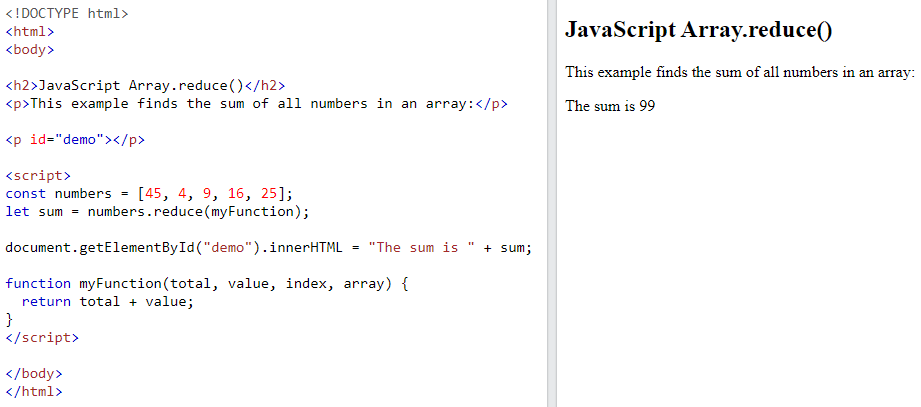 <!DOCTYPE html>
<html>
<body>
<h2>JavaScript Array.reduce()</h2>
<p>This example finds the sum of all numbers in an array:</p>
<p id="demo"></p>
<script>
const numbers = [45, 4, 9, 16, 25];
let sum = numbers.reduce(myFunction);
document.getElementById("demo").innerHTML = "The sum is " + sum;
function myFunction(total, value, index, array) {
  return total + value;
}
</script>
</body>
</html>
JavaScript Array.reduce()
This example finds the sum of all numbers in an array:
The sum is 99